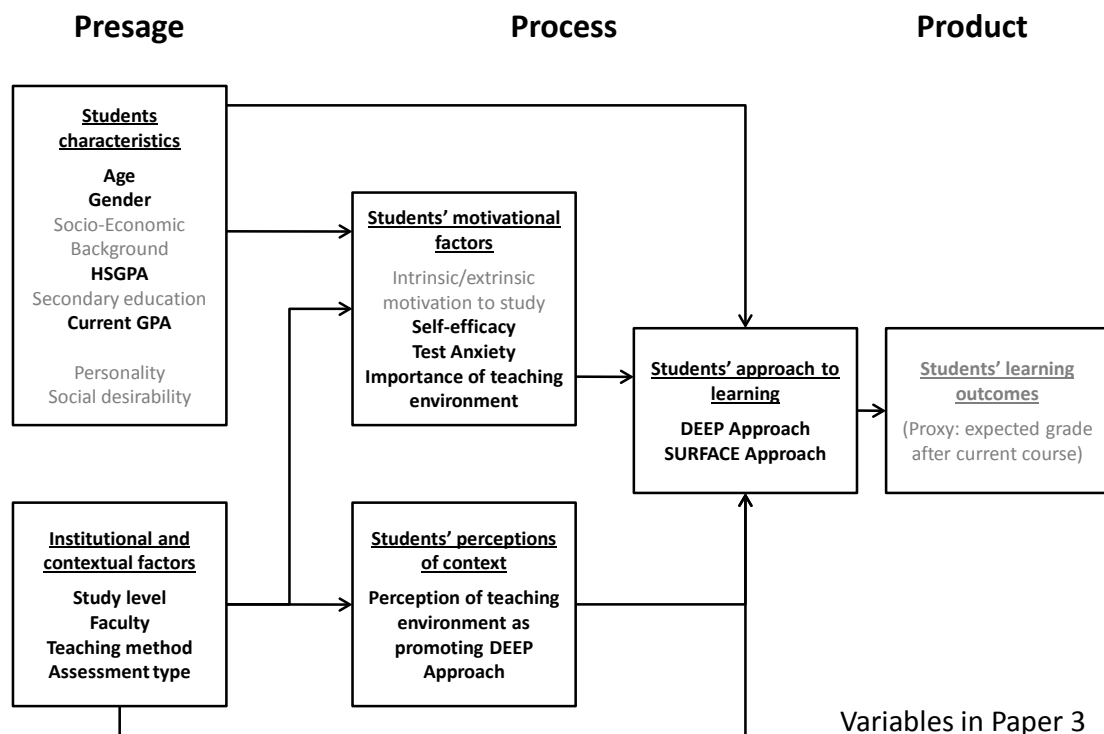 Presage
Process
Product
Students
characteristics
Age
Gender
Socio-Economic
Background
HSGPA
Secondary education
Current GPA
Personality
Social desirability
Students' motivational
factors
Intrinsic/extrinsic
motivation to study
Self-efficacy
Test Anxiety
Importance of teaching
environment
Students' approach to
learning
DEEP Approach
SURFACE Approach
Students' learning
outcomes
(Proxy: expected grade
after current course)
Institutional and
contextual factors
Study level
Faculty
Teaching method
Assessment type
Students' perceptions
of context
Perception of teaching
environment as
promoting DEEP
Approach
Variables in Paper 3